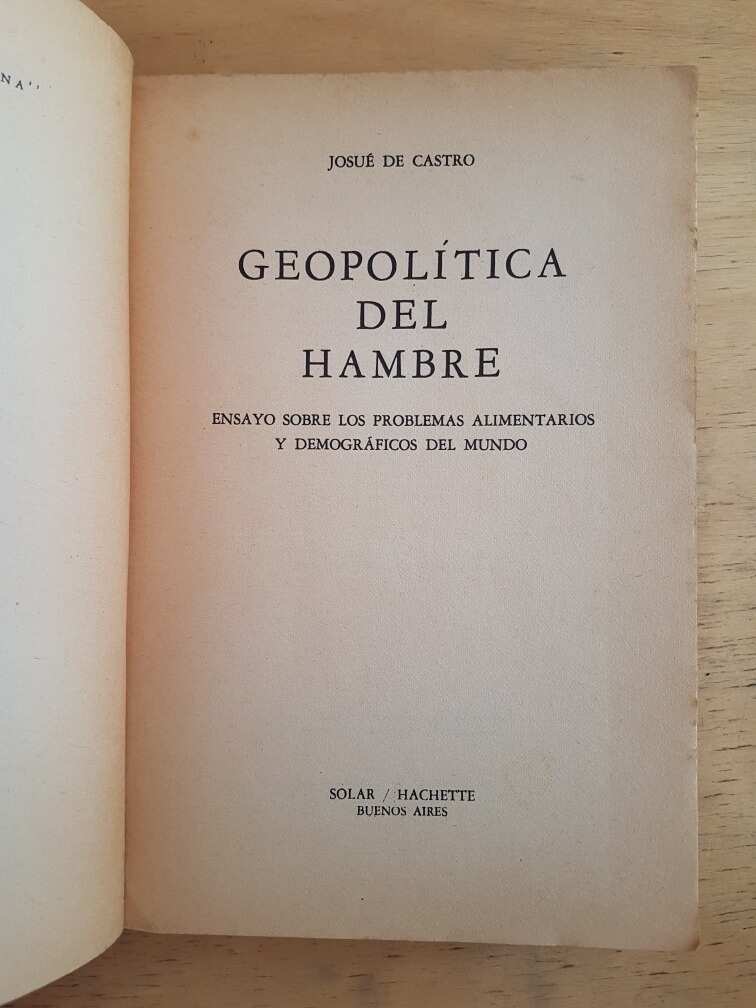 JOSUÉ DE CASTRO
GEOPOLÍTICA
DEL
HAMBRE
ENSAYO SOBRE LOS PROBLEMAS ALIMENTARIOS
Y DEMOGRÁFICOS DEL MUNDO
SOLAR / HACHETTE
BUENOS AIRES